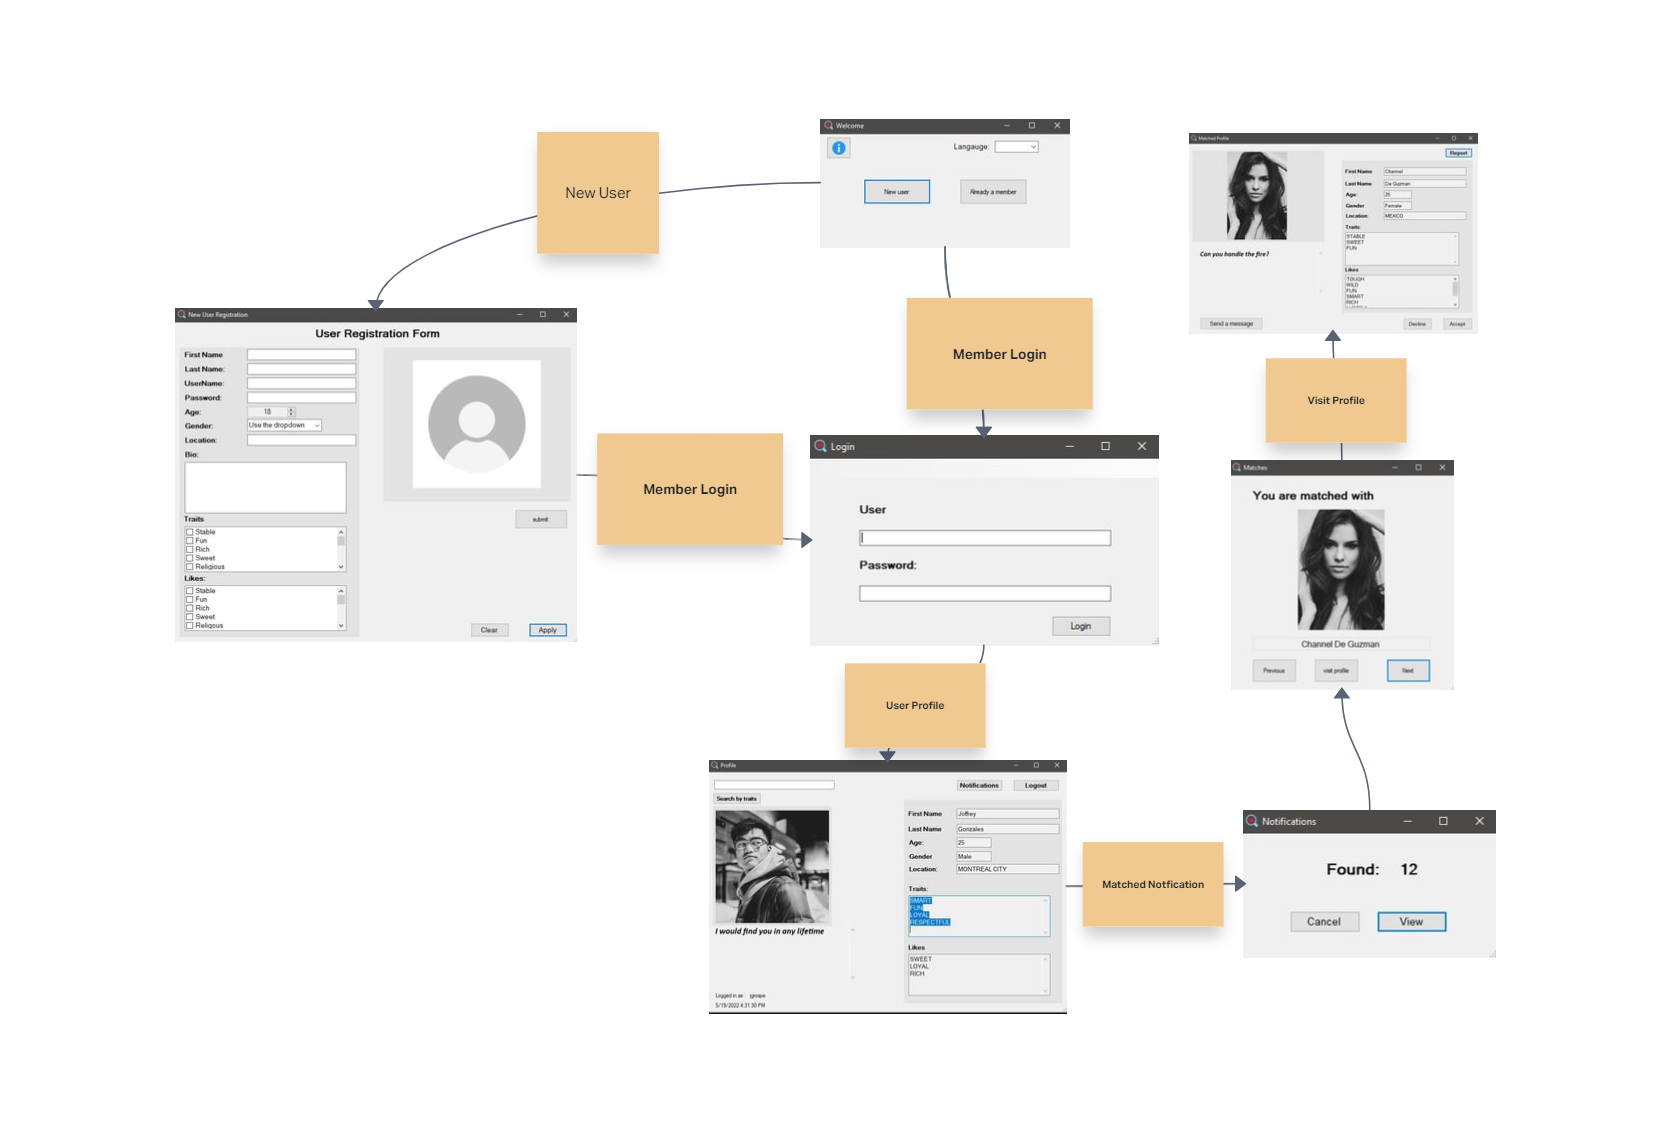 New User
Welcome
Langauge:
New user
Already a member
New User Registration
User Registration Form
First Name
Last Name:
UserName:
Password:
Age:
18
Gender:
Use the dropdown
Location:
Bio:
Traits
Stable
Fun
Rich
Sweet
Religious
Likes:
Stable
Fun
Rich
Sweet
Religous
submit
Clear
Apply
Member Login
Member Login
Login
User
Password:
Login
User Profile
Profile
Search by traits
Notifications
Logout
I would find you in any lifetime
First Name
Joffrey
Last Name
Gonzales
Age:
25
Gender
Male
Location:
MONTREAL CITY
Traits:
SMART
FUN
LOYAL
RESPECTFUL
Likes
SWEET
LOYAL
RICH
Logged in as :
5/19/2022 4:31:30 PM
Matched Notfication
Notifications
Found: 12
Cancel
View
Matches
You are matched with
Channel De Guzman
Previous
visit profile
Next
Visit Profile
Matched Profile
Report
First Name
Channel
Last Name
De Guzman
Age:
25
Gender
Female
Location:
MEXICO
Traits:
STABLE
SWEET
FUN
Likes
TOUGH
WILD
FUN
SMART
RICH
Can you handle the fire?
Send a message
Decline
Accept